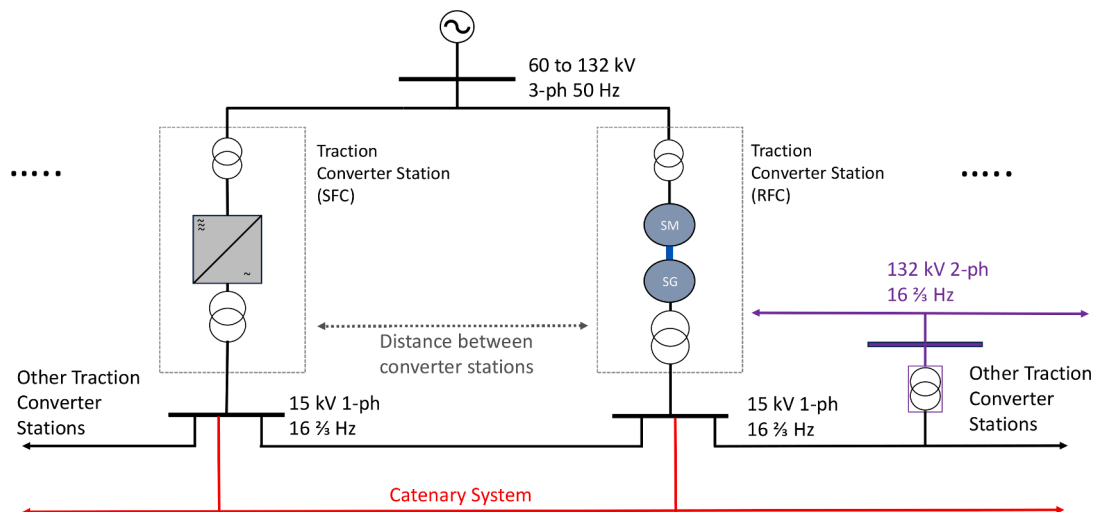 60 to 132 kV
3-ph 50 Hz
Traction
Converter Station
(SFC)
Traction
Converter Station
(RFC)
.....
.....
≈
~
~
SM
SG
132 kV 2-ph
16 ⅔ Hz
Distance between
converter stations
Other Traction
Converter
Stations
15 kV 1-ph
16 ⅔ Hz
15 kV 1-ph
16 ⅔ Hz
Other Traction
Converter
Stations
Catenary System